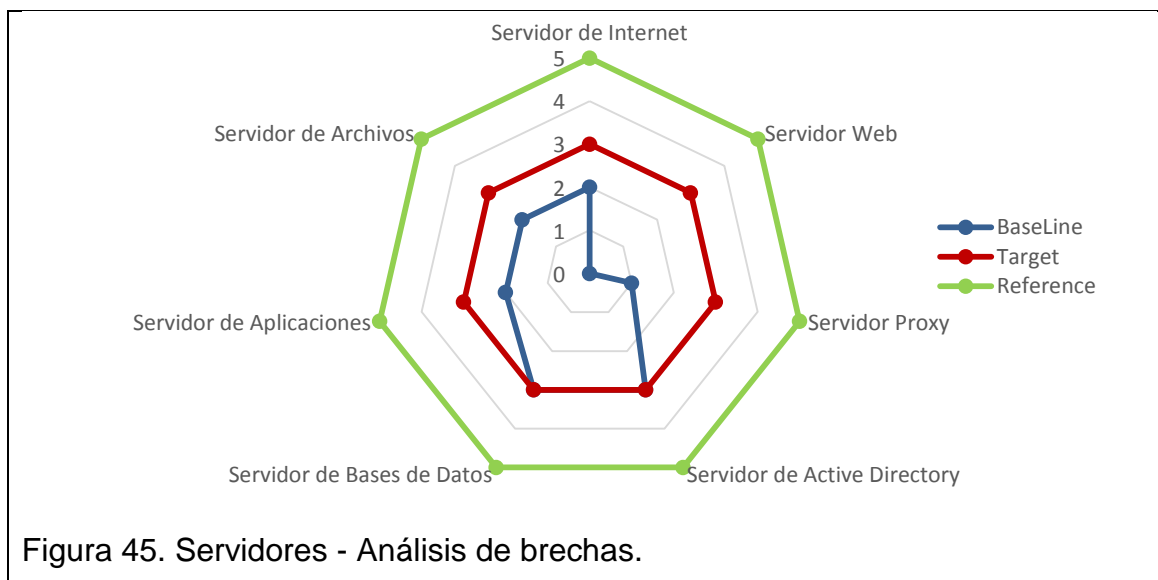 Servidor de Internet
5
4
3
2
1
0
Servidor Web
Servidor Proxy
Servidor de Active Directory
Servidor de Bases de Datos
Servidor de Aplicaciones
Servidor de Archivos
BaseLine
Target
Reference
Figura 45. Servidores - Análisis de brechas.